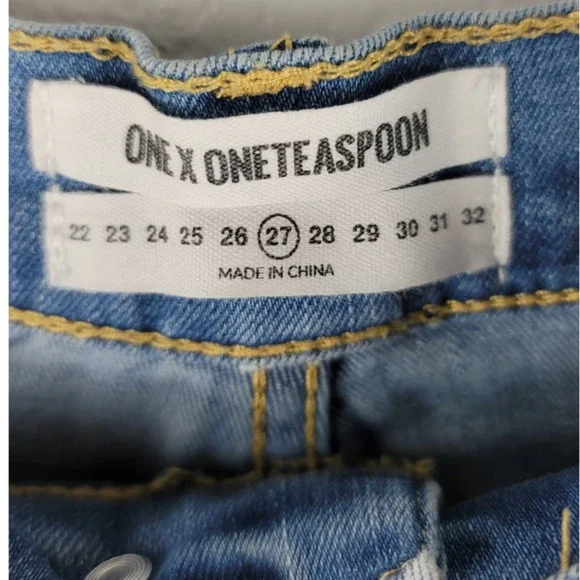 ONE X ONETEASPOON
22 23 24 25 26 27 28 29 30 31 32
MADE IN CHINA